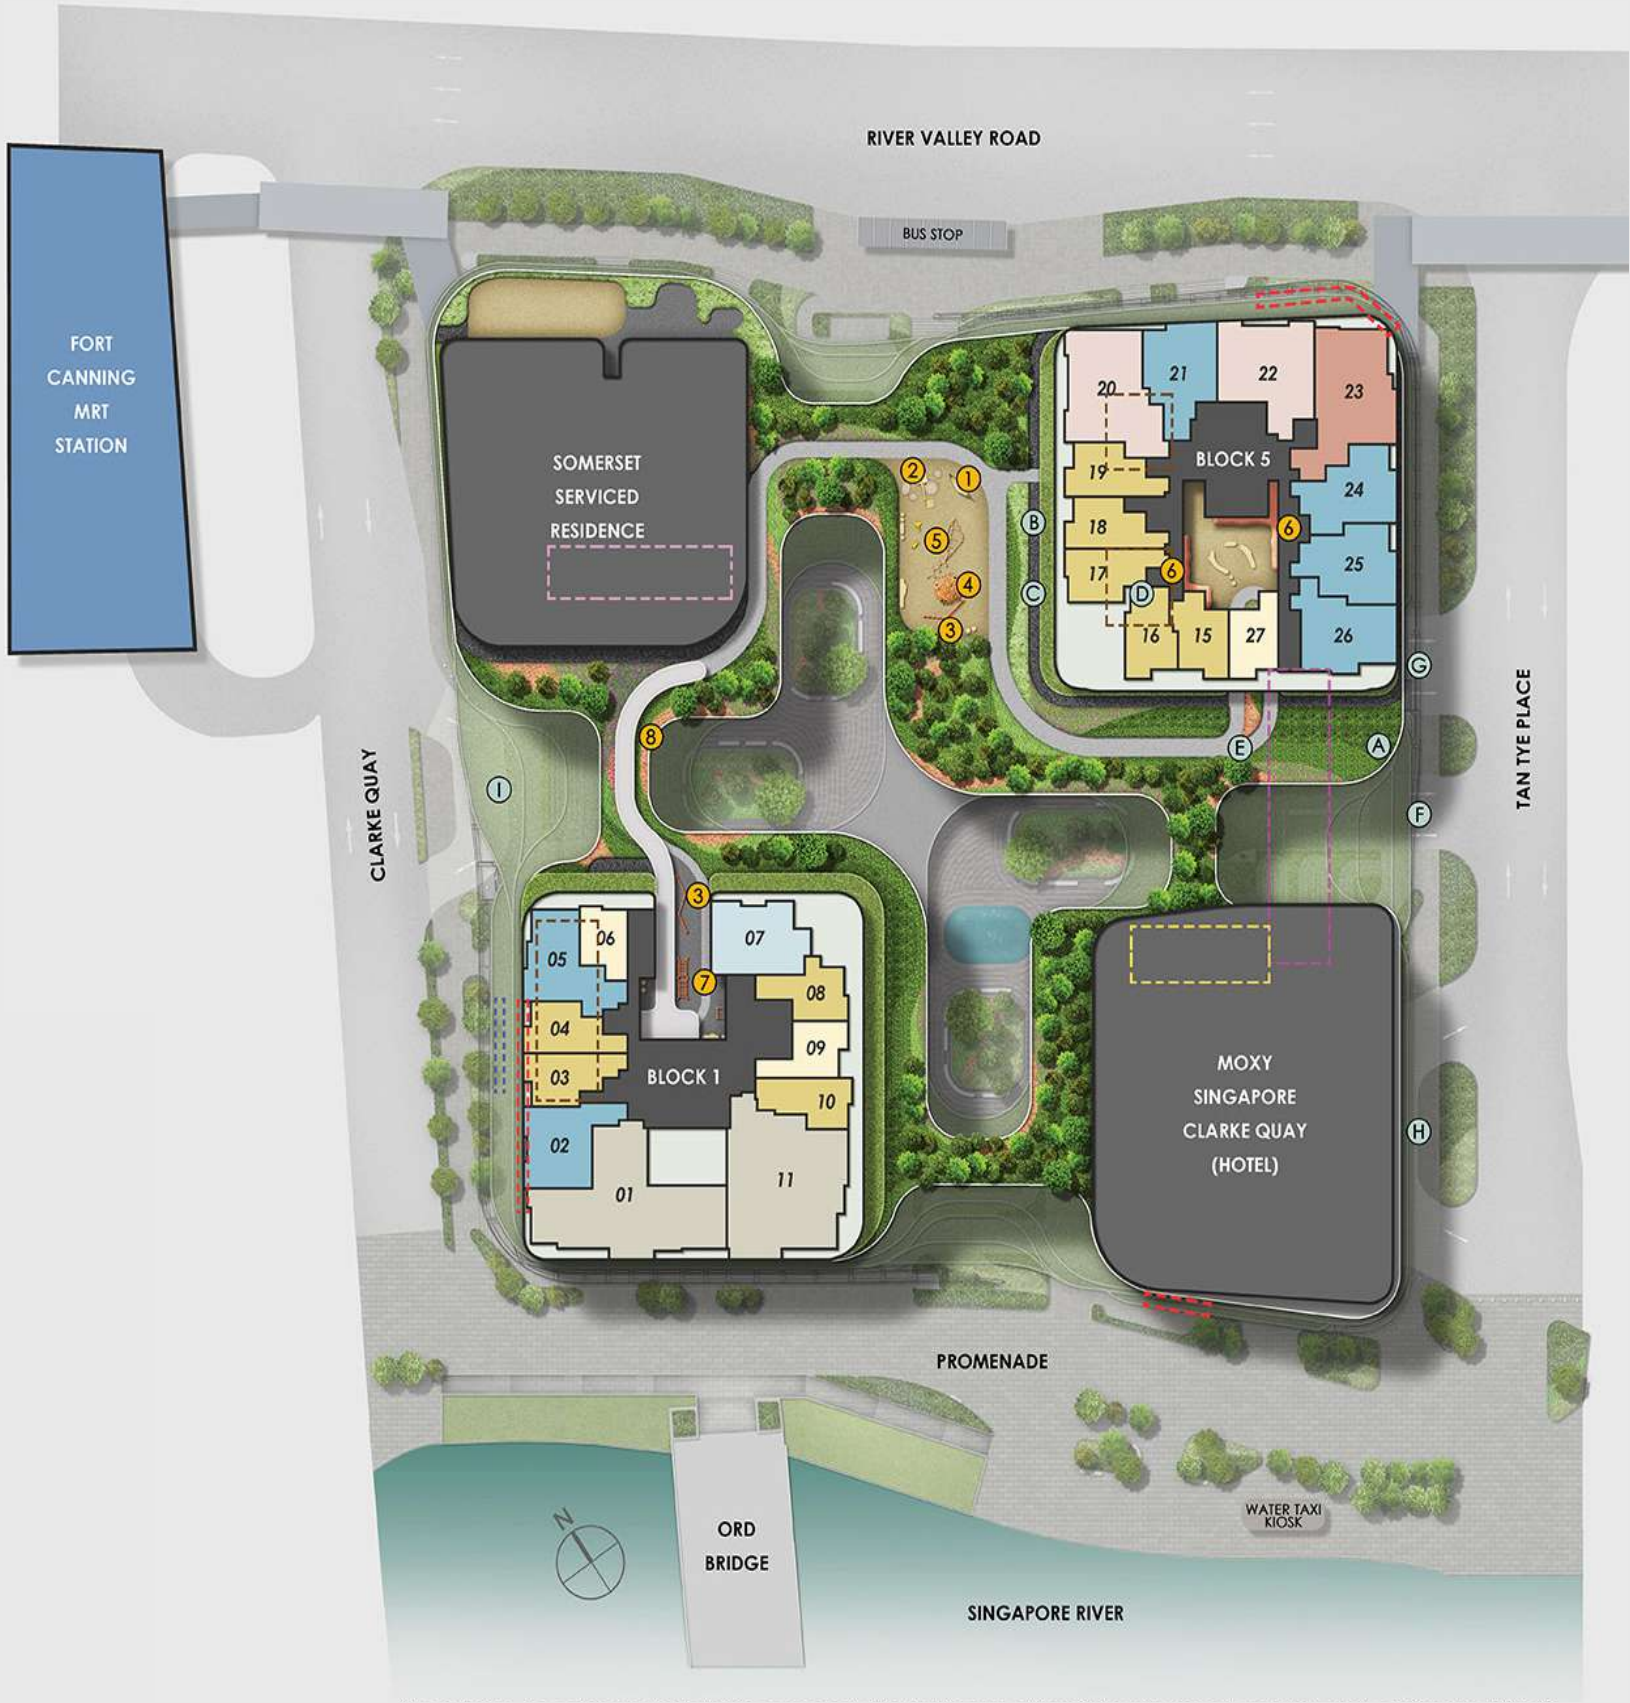 RIVER VALLEY ROAD
BUS STOP
FORT
CANNING
MRT
STATION
SOMERSET
SERVICED
RESIDENCE
2
1
5
4
3
B
C
20
21
22
23
19
BLOCK 5
24
18
6
25
17
6
D
16
15
27
26
G
8
E
A
TAN TYE PLACE
CLARKE QUAY
I
F
3
7
05
06
07
08
04
09
03
BLOCK 1
10
02
01
11
MOXY
SINGAPORE
CLARKE QUAY
(HOTEL)
H
PROMENADE
WATER TAXI
KIOSK
N
ORD
BRIDGE
SINGAPORE RIVER